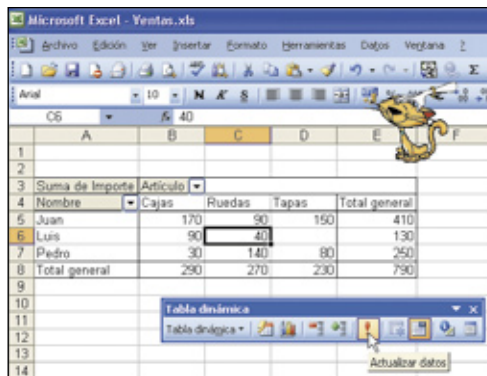 Microsoft Excel - Ventas.xls
Archivo Edición Ver Insertar Formato Herramientas Datos Ventana ?
Arial 10 N K S
C6 fx 40
A B C D E F
1
2
3 Suma de Importe Artículo
4 Nombre Cajas Ruedas Tapas Total general
5 Juan 170 90 150 410
6 Luis 90 40 130
7 Pedro 30 140 80 250
8 Total general 290 270 230 790
9
10
11
12
13
14
Tabla dinámica
Tabla dinámica
Actualizar datos